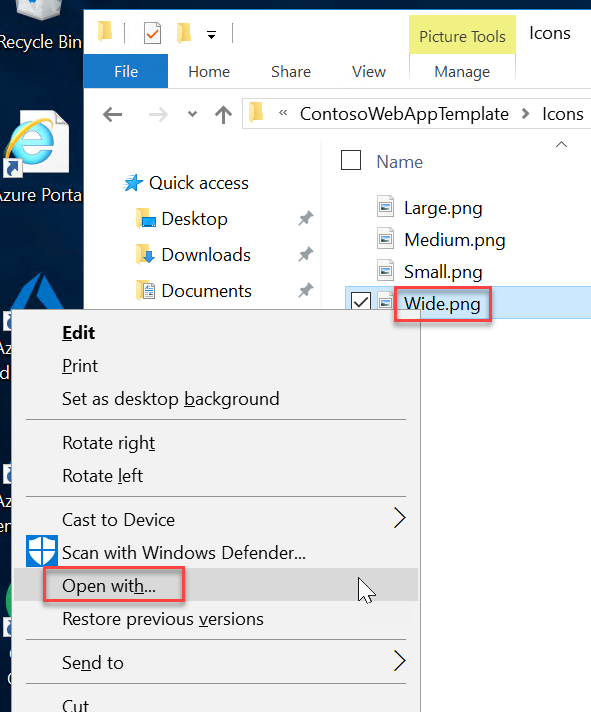 Recycle Bin
Picture Tools
Icons
File
Home
Share
View
Manage
« ContosoWebAppTemplate > Icons
Azure Porta
Quick access
Desktop
Downloads
Documents
Name
Large.png
Medium.png
Small.png
Wide.png
Edit
Print
Set as desktop background
Rotate right
Rotate left
Cast to Device
Scan with Windows Defender...
Open with...
Restore previous versions
Send to
Cut